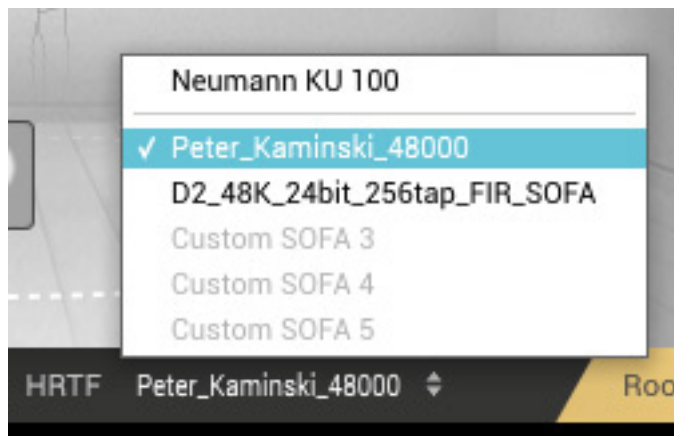 Neumann KU 100
✓ Peter_Kaminski_48000
D2_48K_24bit_256tap_FIR_SOFA
Custom SOFA 3
Custom SOFA 4
Custom SOFA 5
HRTF Peter_Kaminski_48000